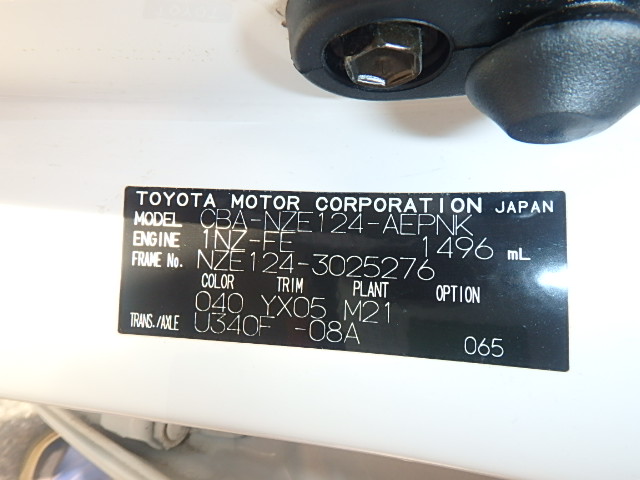 TOYOTA MOTOR CORPORATION JAPAN
MODEL CBA-NZE124-AEPNK
ENGINE 1NZ-FE 1496 mL
FRAME No. NZE124-3025276
COLOR TRIM PLANT OPTION
040 YX05 M21
TRANS./AXLE U340F -08A
065